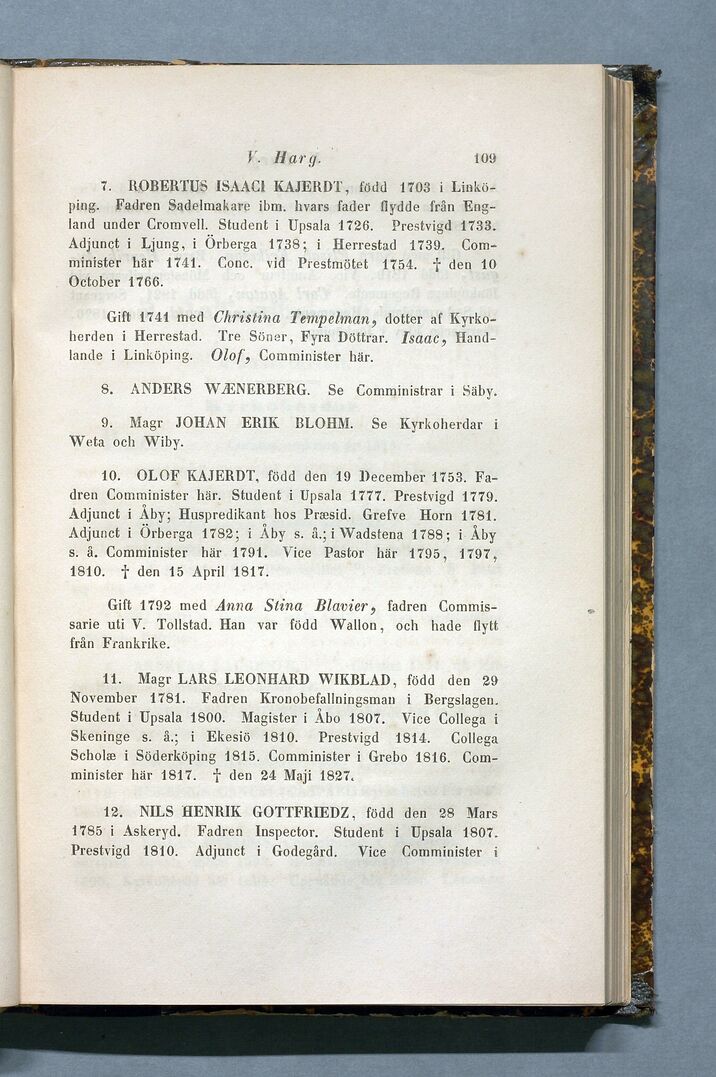 V. Harg. 109
7. ROBERTUS ISAACI KAJERDT, född 1703 i Linkö-
ping. Fadren Sadelmakare ibm. hvars fader flydde från Eng-
land under Cromvell. Student i Upsala 1726. Prestvigd 1733.
Adjunct i Ljung, i Örberga 1738; i Herrestad 1739. Com-
minister här 1741. Conc. vid Prestmötet 1754. † den 10
October 1766.
Gift 1741 med Christina Tempelman, dotter af Kyrko-
herden i Herrestad. Tre Söner, Fyra Döttrar. Isaac, Hand-
lande i Linköping. Olof, Comminister här.
8. ANDERS WÆNERBERG. Se Comministrar i Säby.
9. Magr JOHAN ERIK BLOHM. Se Kyrkoherdar i
Weta och Wiby.
10. OLOF KAJERDT, född den 19 December 1753. Fa-
dren Comminister här. Student i Upsala 1777. Prestvigd 1779.
Adjunct i Åby; Huspredikant hos Præsid. Grefve Horn 1781.
Adjunct i Örberga 1782; i Åby s. å.; i Wadstena 1788; i Åby
s. å. Comminister här 1791. Vice Pastor här 1795, 1797,
1810. † den 15 April 1817.
Gift 1792 med Anna Stina Blavier, fadren Commis-
sarie uti V. Tollstad. Han var född Wallon, och hade flytt
från Frankrike.
11. Magr LARS LEONHARD WIKBLAD, född den 29
November 1781. Fadren Kronobefallningsman i Bergslagen.
Student i Upsala 1800. Magister i Åbo 1807. Vice Collega i
Skeninge s. å.; i Ekesiö 1810. Prestvigd 1814. Collega
Scholæ i Söderköping 1815. Comminister i Grebo 1816. Com-
minister här 1817. † den 24 Maji 1827.
12. NILS HENRIK GOTTFRIEDZ, född den 28 Mars
1785 i Askeryd. Fadren Inspector. Student i Upsala 1807.
Prestvigd 1810. Adjunct i Godegård. Vice Comminister i